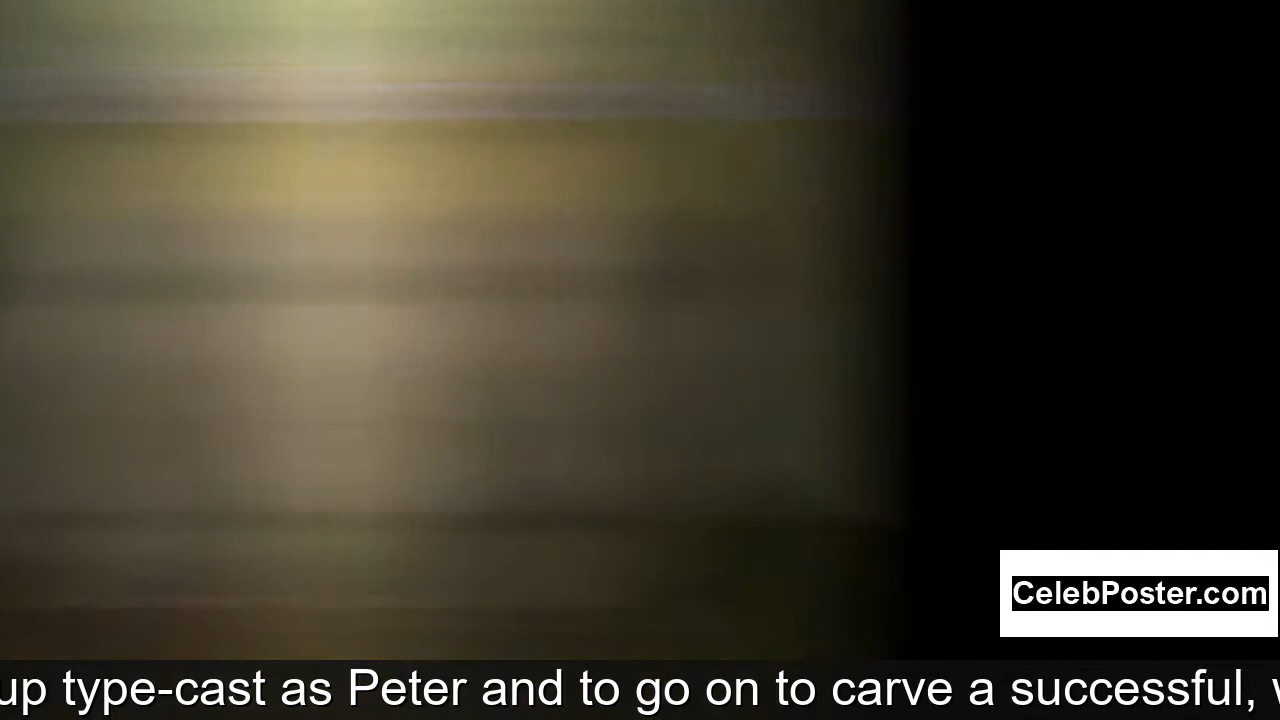 CelebPoster.com
up type-cast as Peter and to go on to carve a successful,